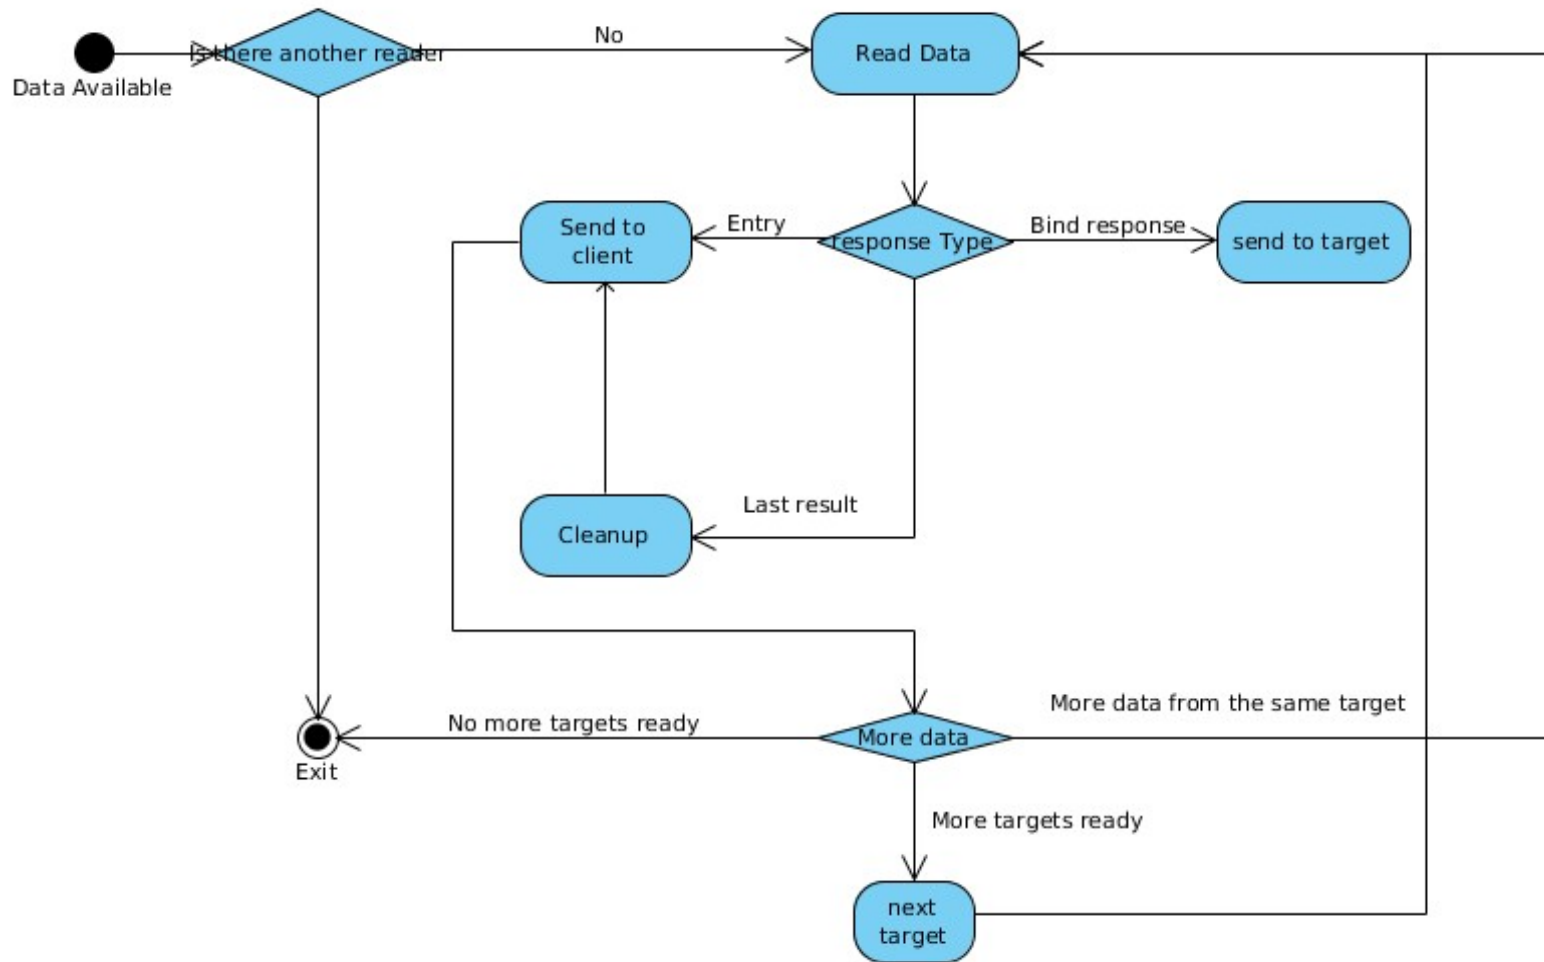 Is there another reader
No
Read Data
Data Available
Send to
client
Entry
response Type
Bind response
send to target
Last result
Cleanup
More data from the same target
No more targets ready
More data
Exit
More targets ready
next
target